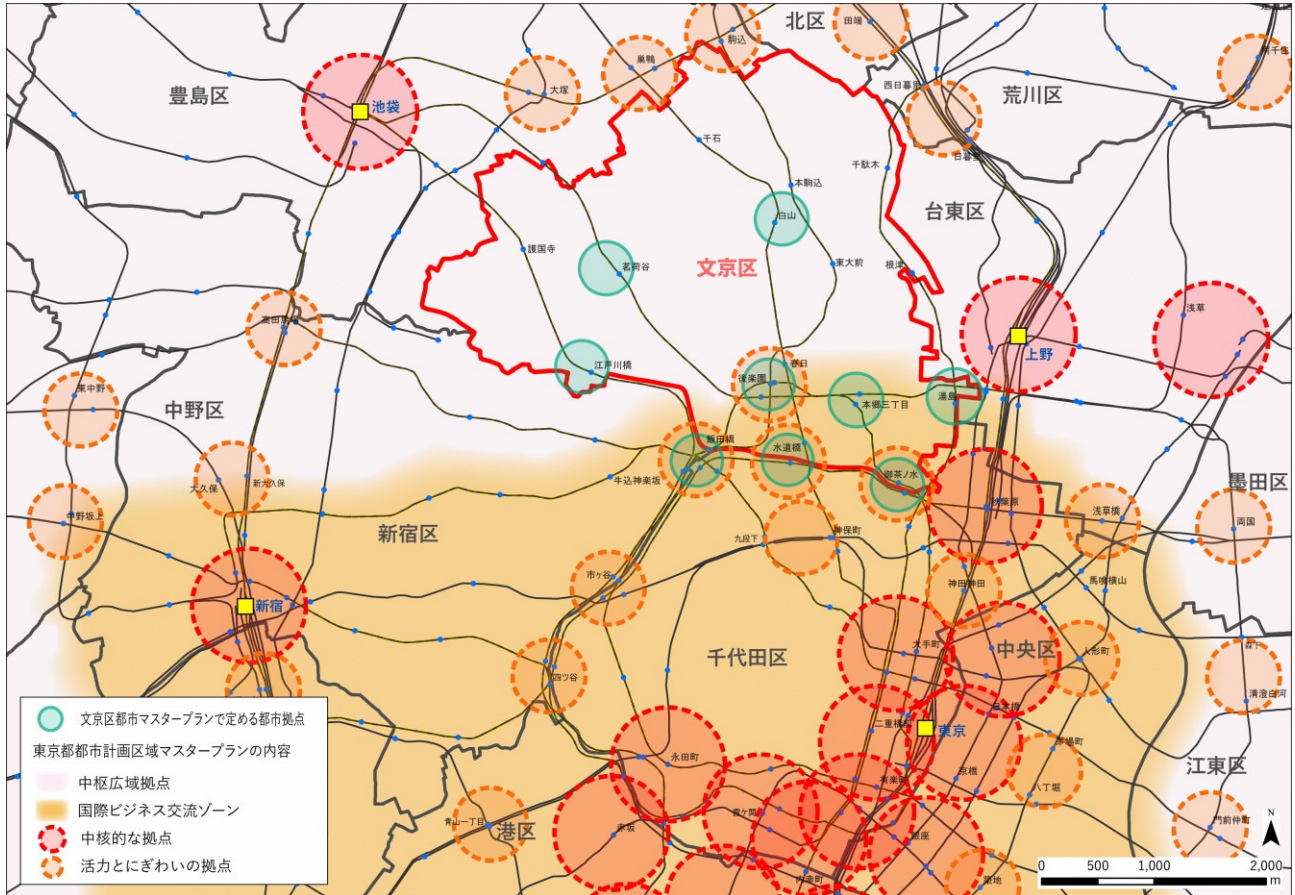 北区
田端
駒込
巣鴨
南千住
豊島区
池袋
大塚
西日暮里
荒川区
日暮里
千石
千駄木
本駒込
台東区
白山
護国寺
茗荷谷
文京区
東大前
根津
高田馬場
浅草
上野
江戸川橋
春日
後楽園
本郷三丁目
湯島
東中野
中野区
飯田橋
水道橋
牛込神楽坂
御茶ノ水
大久保
新大久保
墨田区
秋葉原
浅草橋
両国
中野坂上
新宿区
九段下
神保町
市ヶ谷
神田神田
馬喰横山
新宿
千代田区
大手町
中央区
人形町
森下
四ツ谷
清澄白河
日本橋
二重橋前
東京
茅場町
永田町
有楽町
京橋
八丁堀
江東区
青山一丁目
港区
赤坂
霞ケ関
銀座
門前仲町
内幸町
築地
文京区都市マスタープランで定める都市拠点
東京都都市計画区域マスタープランの内容
中枢広域拠点
国際ビジネス交流ゾーン
中核的な拠点
活力とにぎわいの拠点
N
0 500 1,000 2,000
m